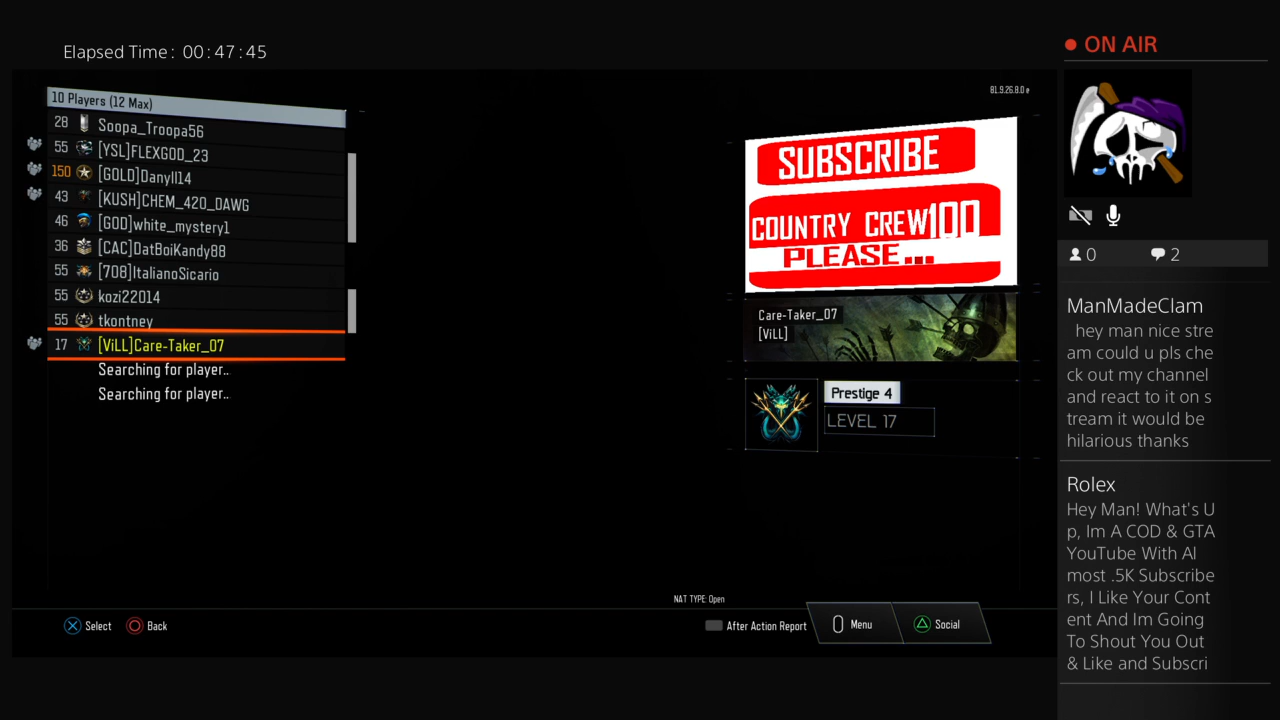 Elapsed Time: 00:47:45
ON AIR
10 Players (12 Max)
28 Soopa_Troopa56
55 [YSL]FLEXGOD_23
150 [GOLD]Danyll14
43 [KUSH]CHEM_420_DAWG
46 [GOD]white_mystery1
36 [CAC]DatBoiKandy88
55 [708]ItalianoSicario
55 kozi22014
55 tkontney
17 [ViLL]Care-Taker_07
Searching for player..
Searching for player..
81.9.26.8.0 e
SUBSCRIBE
COUNTRY CREW100
PLEASE...
Care-Taker_07
[ViLL]
Prestige 4
LEVEL 17
NAT TYPE: Open
Select
Back
After Action Report
Menu
Social
0
2
ManMadeClam
hey man nice stre
am could u pls che
ck out my channel
and react to it on s
tream it would be
hilarious thanks
Rolex
Hey Man! What's U
p, Im A COD & GTA
YouTube With Al
most .5K Subscribe
rs, I Like Your Cont
ent And Im Going
To Shout You Out
& Like and Subscri